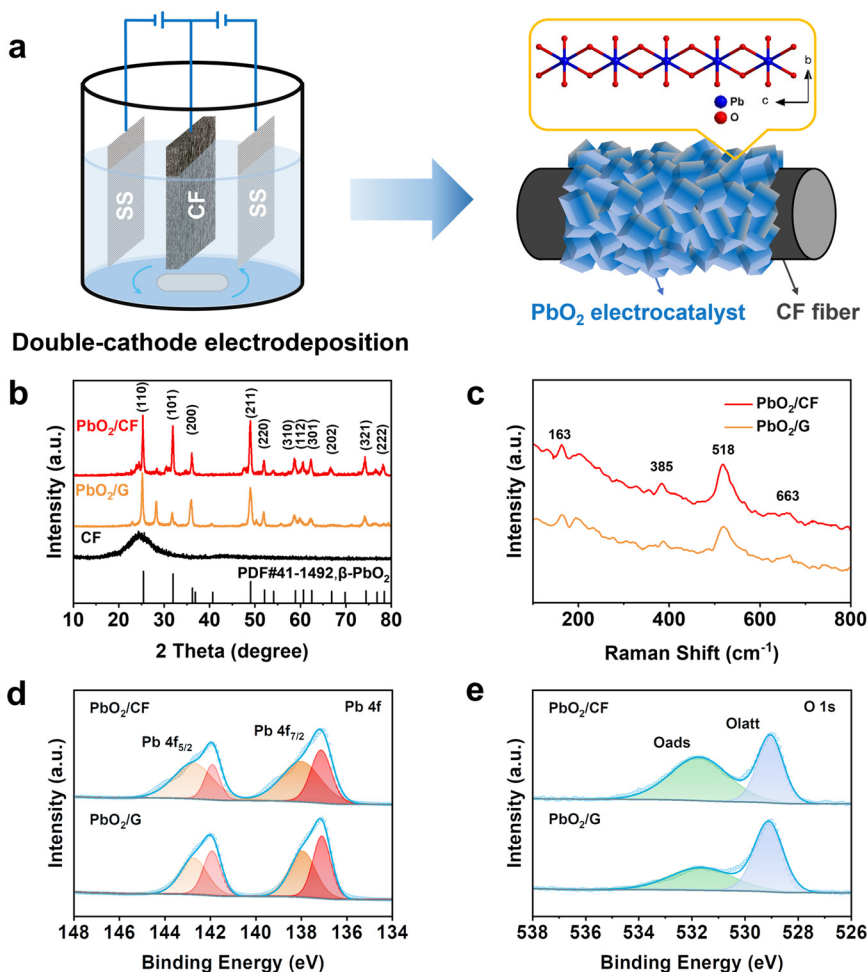 a
SS
CF
SS
Double-cathode electrodeposition
b
c
Pb
O
PbO₂ electrocatalyst
CF fiber
b
Intensity (a.u.)
PbO₂/CF
(110)
(101)
(200)
(211)
(220)
(310)
(112)
(301)
(202)
(321)
(222)
PbO₂/G
CF
PDF#41-1492,β-PbO₂
10 20 30 40 50 60 70 80
2 Theta (degree)
c
Intensity (a.u.)
PbO₂/CF
PbO₂/G
163
385
518
663
200 400 600 800
Raman Shift (cm⁻¹)
d
Intensity (a.u.)
PbO₂/CF
Pb 4f
Pb 4f₅/₂
Pb 4f₇/₂
PbO₂/G
148 146 144 142 140 138 136 134
Binding Energy (eV)
e
Intensity (a.u.)
PbO₂/CF
O 1s
Oads
Olatt
PbO₂/G
538 536 534 532 530 528 526
Binding Energy (eV)